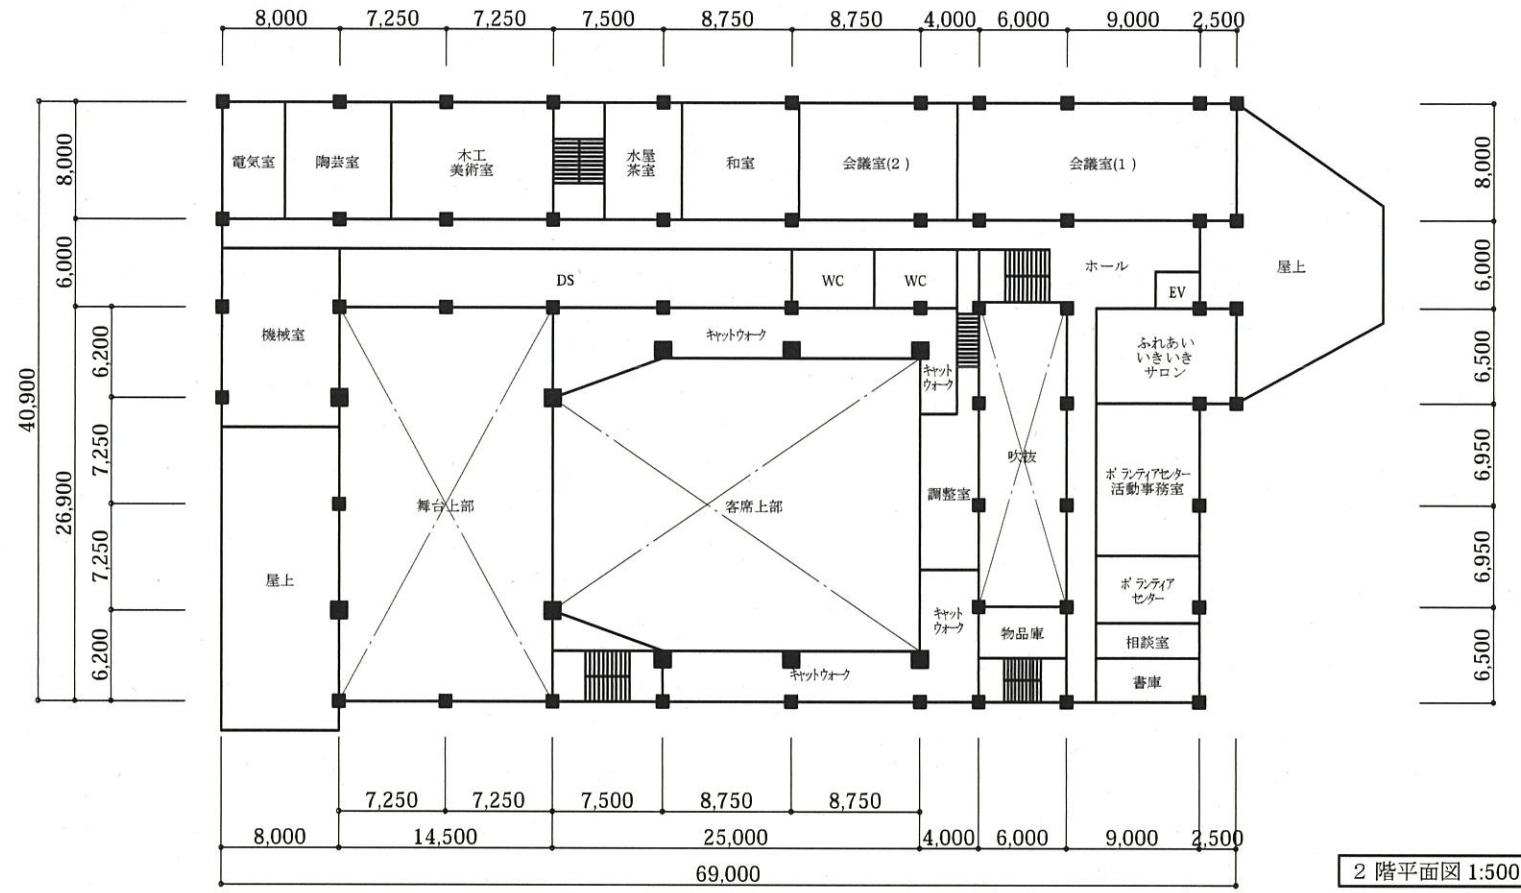 8,000 7,250 7,250 7,500 8,750 8,750 4,000 6,000 9,000 2,500
8,000
6,000
6,200
7,250
7,250
6,200
26,900
40,900
電気室
陶芸室
木工
美術室
水屋
茶室
和室
会議室(2)
会議室(1)
DS
WC
WC
ホール
EV
屋上
機械室
キャットウォーク
キャット
ウォーク
ふれあい
いきいき
サロン
吹抜
舞台上部
客席上部
調整室
ボランティアセンター
活動事務室
屋上
キャット
ウォーク
物品庫
ボランティア
センター
相談室
書庫
キャットウォーク
8,000
6,000
6,500
6,950
6,950
6,500
7,250 7,250 7,500 8,750 8,750
8,000 14,500 25,000 4,000 6,000 9,000 2,500
69,000
2階平面図 1:500